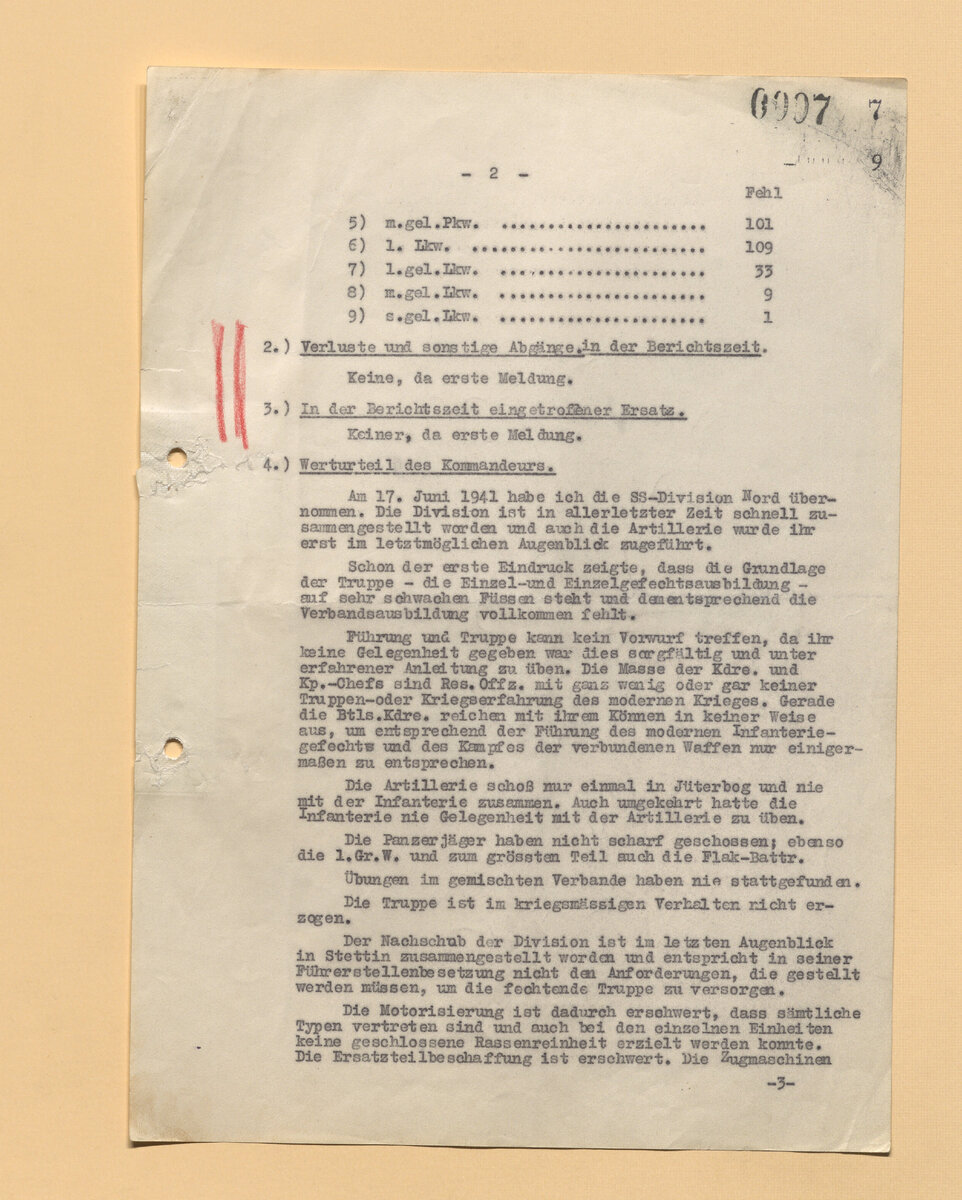 0007 7
9
- 2 -
Fehl
5) m.gel.Pkw. ...................... 101
6) l. Lkw. ......................... 109
7) l.gel.Lkw. ...................... 33
8) m.gel.Lkw. ...................... 9
9) s.gel.Lkw. ...................... 1
2.) Verluste und sonstige Abgänge.in der Berichtszeit.
Keine, da erste Meldung.
3.) In der Berichtszeit eingetroffener Ersatz.
Keiner, da erste Meldung.
4.) Werturteil des Kommandeurs.
Am 17. Juni 1941 habe ich die SS-Division Nord über-
nommen. Die Division ist in allerletzter Zeit schnell zu-
sammengestellt worden und auch die Artillerie wurde ihr
erst im letztmöglichen Augenblick zugeführt.
Schon der erste Eindruck zeigte, dass die Grundlage
der Truppe - die Einzel-und Einzelgefechtsausbildung -
auf sehr schwachen Füssen steht und dementsprechend die
Verbandsausbildung vollkommen fehlt.
Führung und Truppe kann kein Vorwurf treffen, da ihr
keine Gelegenheit gegeben war dies sorgfältig und unter
erfahrener Anleitung zu üben. Die Masse der Kdre. und
Kp.-Chefs sind Res.Offz. mit ganz wenig oder gar keiner
Truppen-oder Kriegserfahrung des modernen Krieges. Gerade
die Btls.Kdre. reichen mit ihrem Können in keiner Weise
aus, um entsprechend der Führung des modernen Infanterie-
gefechts und des Kampfes der verbundenen Waffen nur einiger-
maßen zu entsprechen.
Die Artillerie schoß nur einmal in Jüterbog und nie
mit der Infanterie zusammen. Auch umgekehrt hatte die
Infanterie nie Gelegenheit mit der Artillerie zu üben.
Die Panzerjäger haben nicht scharf geschossen; ebenso
die l.Gr.W. und zum grössten Teil auch die Flak-Battr.
Übungen im gemischten Verbande haben nie stattgefunden.
Die Truppe ist im kriegsmässigen Verhalten nicht er-
zogen.
Der Nachschub der Division ist im letzten Augenblick
in Stettin zusammengestellt worden und entspricht in seiner
Führerstellenbesetzung nicht den Anforderungen, die gestellt
werden müssen, um die fechtende Truppe zu versorgen.
Die Motorisierung ist dadurch erschwert, dass sämtliche
Typen vertreten sind und auch bei den einzelnen Einheiten
keine geschlossene Rassenreinheit erzielt werden konnte.
Die Ersatzteilbeschaffung ist erschwert. Die Zugmaschinen
-3-